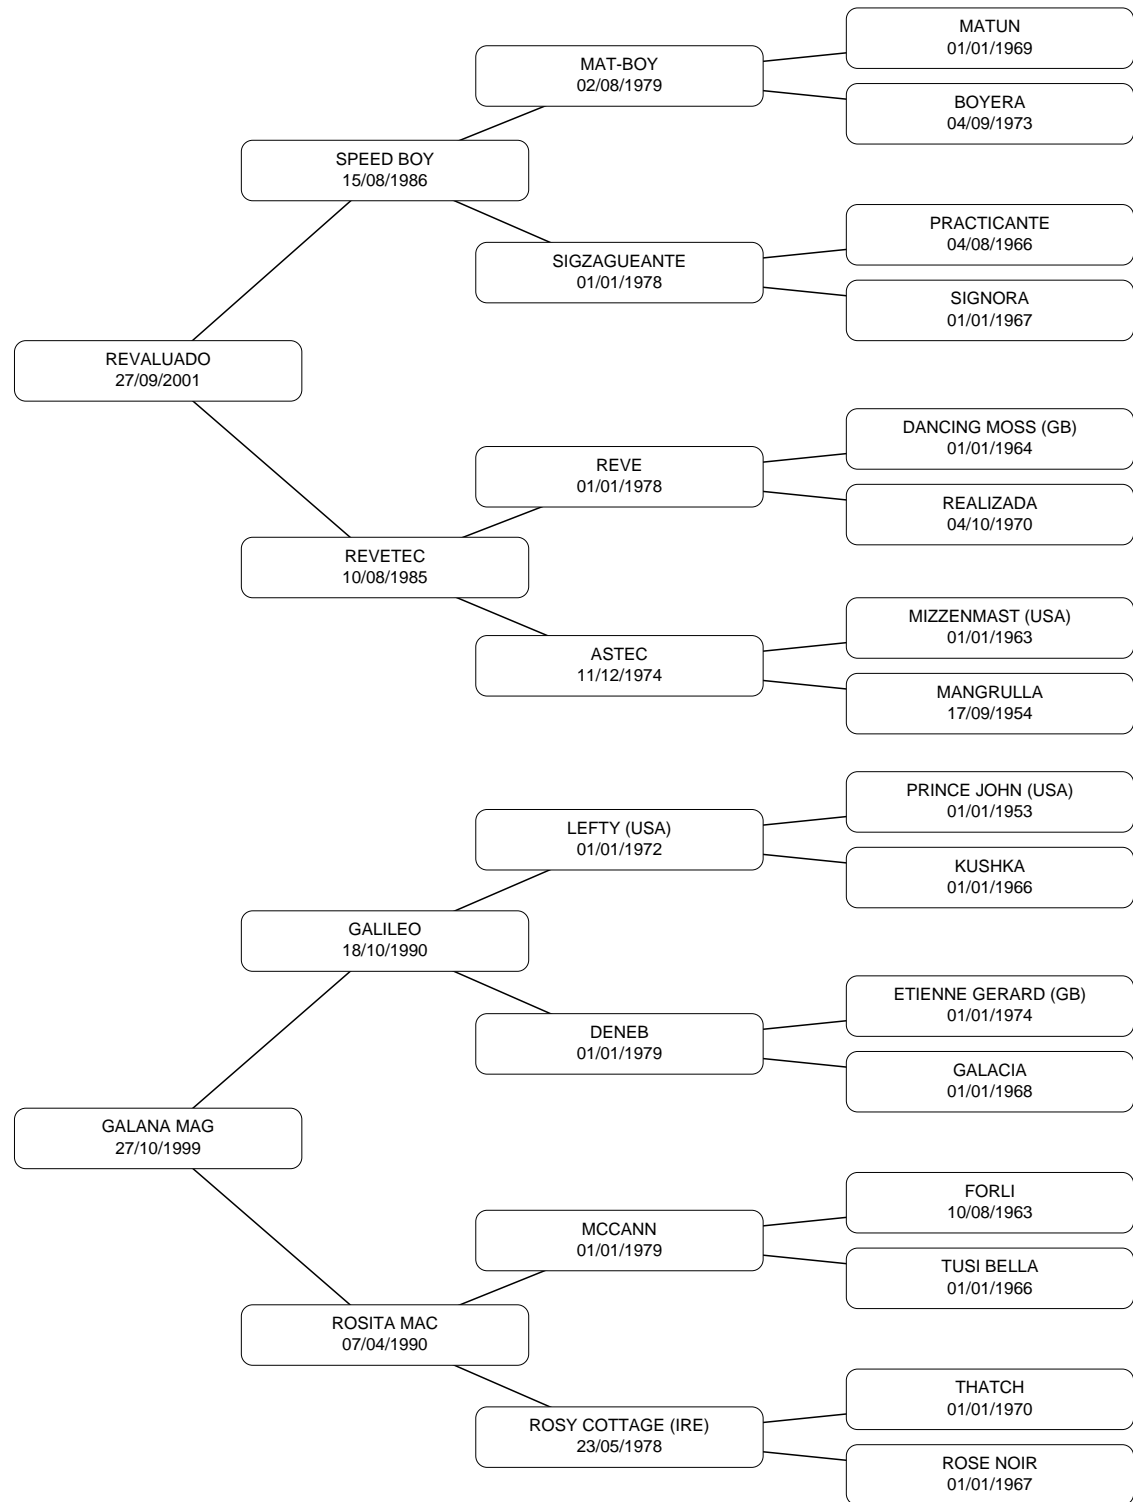 MATUN
01/01/1969
MAT-BOY
02/08/1979
BOYERA
04/09/1973
SPEED BOY
15/08/1986
PRACTICANTE
04/08/1966
SIGZAGUEANTE
01/01/1978
SIGNORA
01/01/1967
REVALUADO
27/09/2001
DANCING MOSS (GB)
01/01/1964
REVE
01/01/1978
REALIZADA
04/10/1970
REVETEC
10/08/1985
MIZZENMAST (USA)
01/01/1963
ASTEC
11/12/1974
MANGRULLA
17/09/1954
PRINCE JOHN (USA)
01/01/1953
LEFTY (USA)
01/01/1972
KUSHKA
01/01/1966
GALILEO
18/10/1990
ETIENNE GERARD (GB)
01/01/1974
DENEB
01/01/1979
GALACIA
01/01/1968
GALANA MAG
27/10/1999
FORLI
10/08/1963
MCCANN
01/01/1979
TUSI BELLA
01/01/1966
ROSITA MAC
07/04/1990
THATCH
01/01/1970
ROSY COTTAGE (IRE)
23/05/1978
ROSE NOIR
01/01/1967